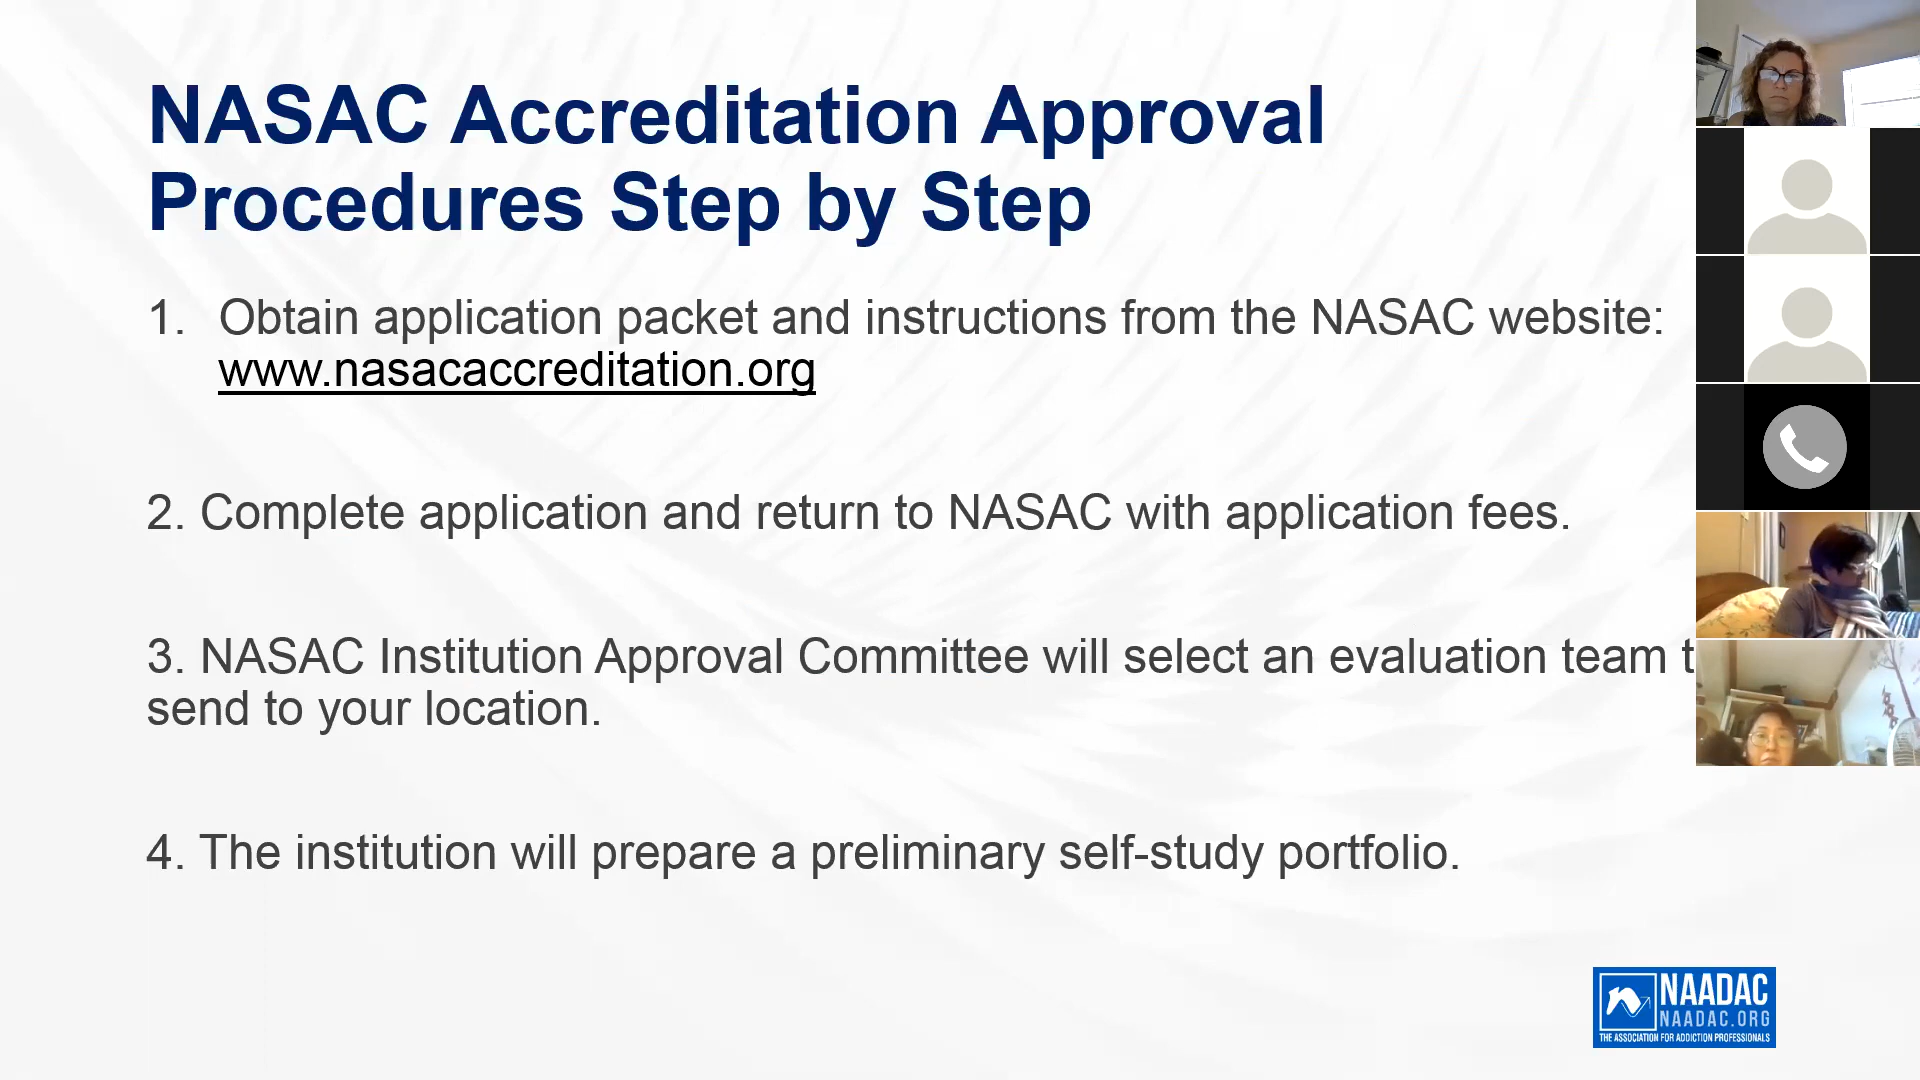 NASAC Accreditation Approval
Procedures Step by Step
1. Obtain application packet and instructions from the NASAC website:
www.nasacaccreditation.org
2. Complete application and return to NASAC with application fees.
3. NASAC Institution Approval Committee will select an evaluation team t
send to your location.
4. The institution will prepare a preliminary self-study portfolio.
NAADAC
NAADAC.ORG
THE ASSOCIATION FOR ADDICTION PROFESSIONALS